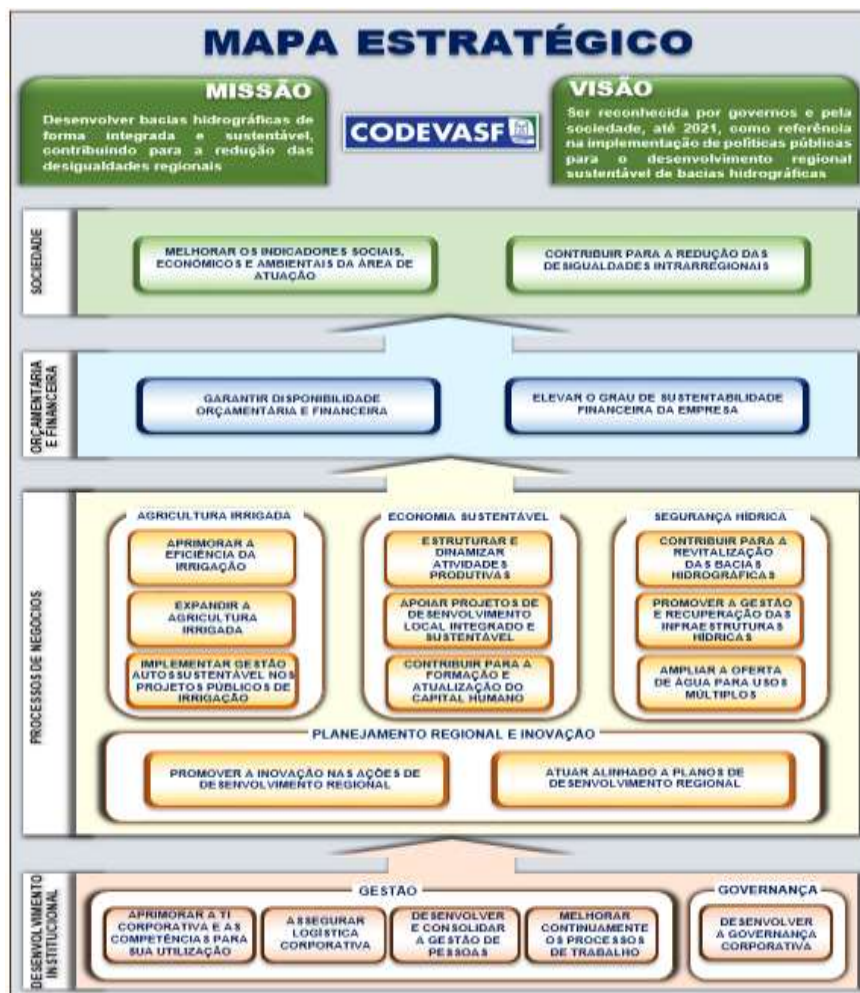 MAPA ESTRATÉGICO
MISSÃO
Desenvolver bacias hidrográficas de
forma integrada e sustentável,
contribuindo para a redução das
desigualdades regionais
CODEVASF
VISÃO
Ser reconhecida por governos e pela
sociedade, até 2021, como referência
na implementação de políticas públicas
para o desenvolvimento regional
sustentável de bacias hidrográficas
SOCIEDADE
MELHORAR OS INDICADORES SOCIAIS,
ECONÔMICOS E AMBIENTAIS DA ÁREA DE
ATUAÇÃO
CONTRIBUIR PARA A REDUÇÃO DAS
DESIGUALDADES INTRARREGIONAIS
ORÇAMENTÁRIA
E FINANCEIRA
GARANTIR DISPONIBILIDADE
ORÇAMENTÁRIA E FINANCEIRA
ELEVAR O GRAU DE SUSTENTABILIDADE
FINANCEIRA DA EMPRESA
PROCESSOS DE NEGÓCIOS
AGRICULTURA IRRIGADA
APRIMORAR A
EFICIÊNCIA DA
IRRIGAÇÃO
EXPANDIR A
AGRICULTURA
IRRIGADA
IMPLEMENTAR GESTÃO
AUTOSSUSTENTÁVEL NOS
PROJETOS PÚBLICOS DE
IRRIGAÇÃO
ECONOMIA SUSTENTÁVEL
ESTRUTURAR E
DINAMIZAR
ATIVIDADES
PRODUTIVAS
APOIAR PROJETOS DE
DESENVOLVIMENTO
LOCAL INTEGRADO E
SUSTENTÁVEL
CONTRIBUIR PARA A
FORMAÇÃO E
ATUALIZAÇÃO DO
CAPITAL HUMANO
SEGURANÇA HÍDRICA
CONTRIBUIR PARA A
REVITALIZAÇÃO
DAS BACIAS
HIDROGRÁFICAS
PROMOVER A GESTÃO
E RECUPERAÇÃO DAS
INFRAESTRUTURAS
HÍDRICAS
AMPLIAR A OFERTA
DE ÁGUA PARA USOS
MÚLTIPLOS
PLANEJAMENTO REGIONAL E INOVAÇÃO
PROMOVER A INOVAÇÃO NAS AÇÕES DE
DESENVOLVIMENTO REGIONAL
ATUAR ALINHADO A PLANOS DE
DESENVOLVIMENTO REGIONAL
DESENVOLVIMENTO
INSTITUCIONAL
GESTÃO
APRIMORAR A TI
CORPORATIVA E AS
COMPETÊNCIAS PARA
SUA UTILIZAÇÃO
ASSEGURAR
LOGÍSTICA
CORPORATIVA
DESENVOLVER
E CONSOLIDAR
A GESTÃO DE
PESSOAS
MELHORAR
CONTINUAMENTE
OS PROCESSOS
DE TRABALHO
GOVERNANÇA
DESENVOLVER
A GOVERNANÇA
CORPORATIVA